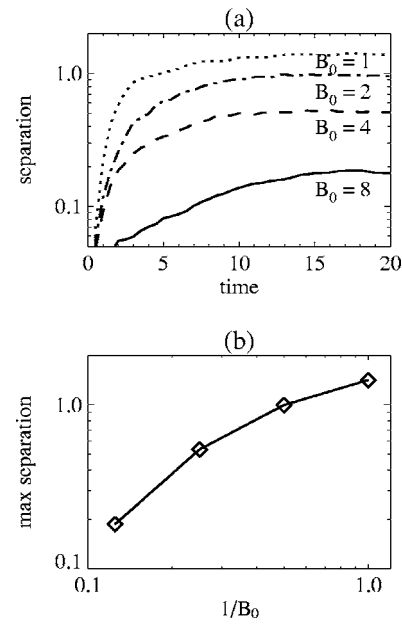 (a)
1.0
0.1
separation
B₀ = 1
B₀ = 2
B₀ = 4
B₀ = 8
0 5 10 15 20
time
(b)
1.0
0.1
max separation
0.1 1.0
1/B₀